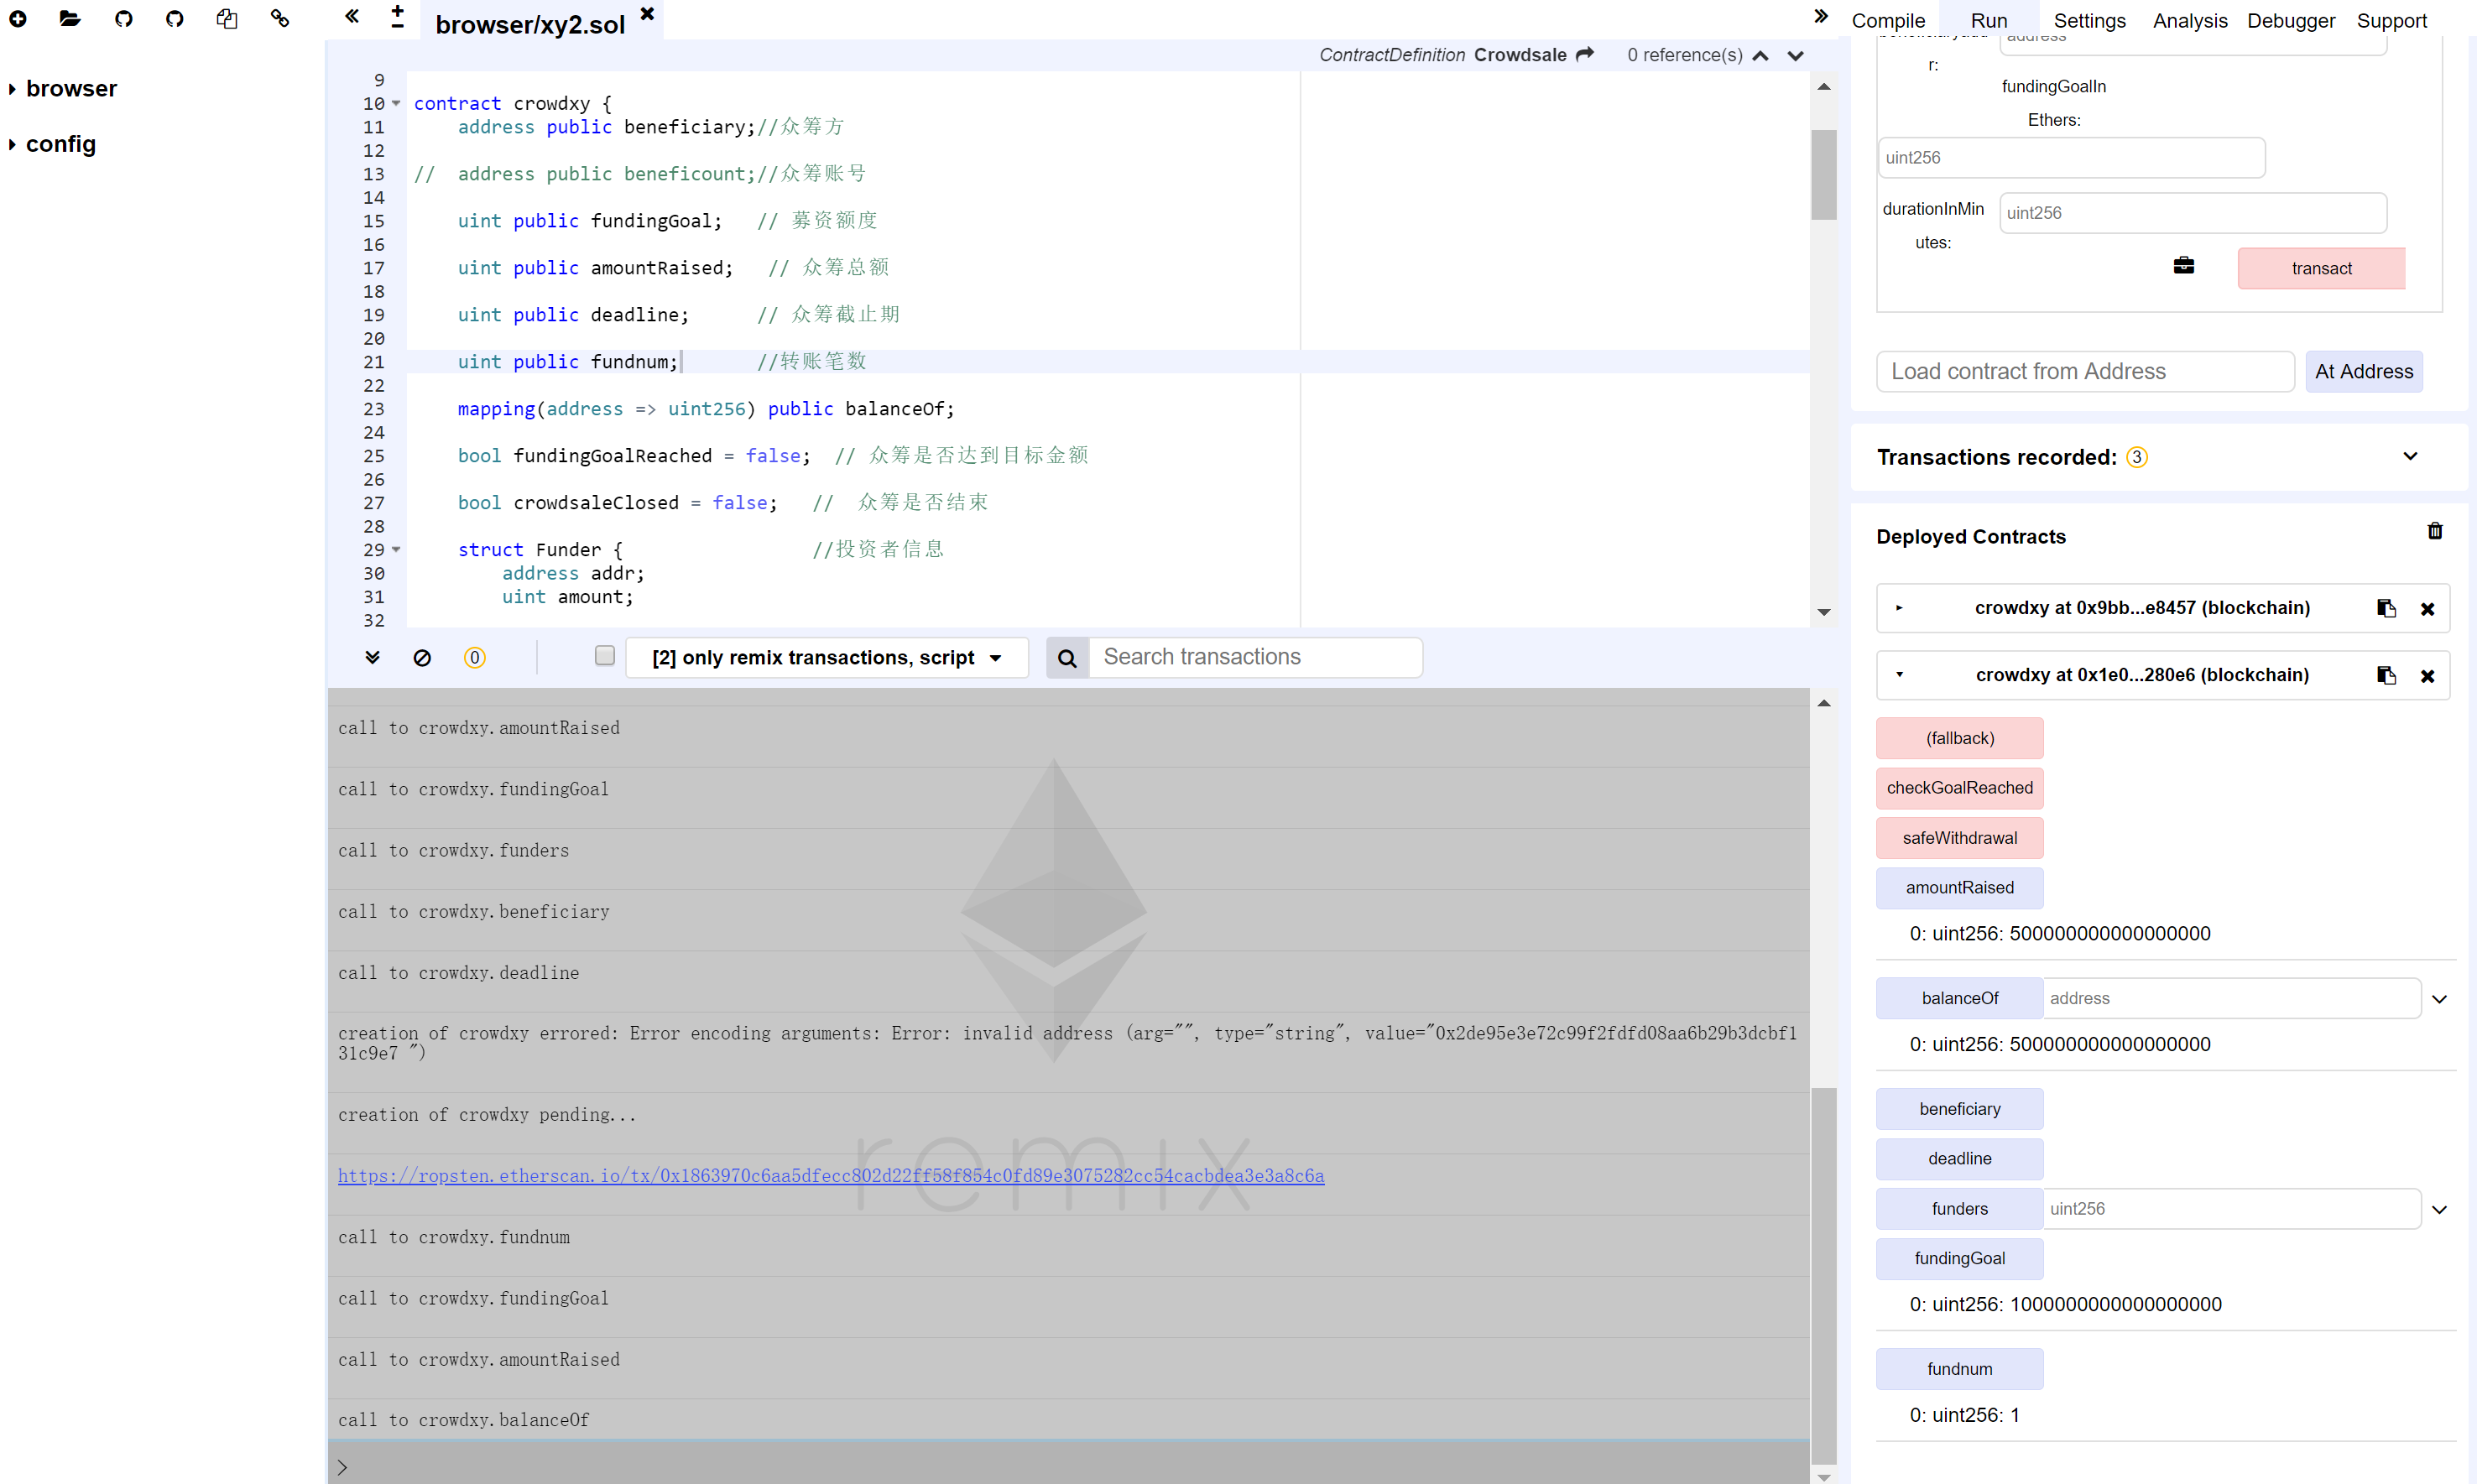 browser/xy2.sol
Compile Run Settings Analysis Debugger Support
browser
config
ContractDefinition Crowdsale 0 reference(s)
9
10 contract crowdxy {
11 address public beneficiary;//众筹方
12
13 // address public beneficount;//众筹账号
14
15 uint public fundingGoal; // 募资额度
16
17 uint public amountRaised; // 众筹总额
18
19 uint public deadline; // 众筹截止期
20
21 uint public fundnum; //转账笔数
22
23 mapping(address => uint256) public balanceOf;
24
25 bool fundingGoalReached = false; // 众筹是否达到目标金额
26
27 bool crowdsaleClosed = false; // 众筹是否结束
28
29 struct Funder { //投资者信息
30 address addr;
31 uint amount;
32
0 [2] only remix transactions, script Search transactions
call to crowdxy.amountRaised
call to crowdxy.fundingGoal
call to crowdxy.funders
call to crowdxy.beneficiary
call to crowdxy.deadline
creation of crowdxy errored: Error encoding arguments: Error: invalid address (arg="", type="string", value="0x2de95e3e72c99f2fdfd08aa6b29b3dcbf1
31c9e7 ")
creation of crowdxy pending...
https://ropsten.etherscan.io/tx/0x1863970c6aa5dfecc802d22ff58f854c0fd89e3075282cc54cacbdea3e3a8c6a
remix
call to crowdxy.fundnum
call to crowdxy.fundingGoal
call to crowdxy.amountRaised
call to crowdxy.balanceOf
>
address
r:
fundingGoalIn
Ethers:
uint256
durationInMin
utes:
uint256
transact
Load contract from Address At Address
Transactions recorded: 3
Deployed Contracts
crowdxy at 0x9bb...e8457 (blockchain)
crowdxy at 0x1e0...280e6 (blockchain)
(fallback)
checkGoalReached
safeWithdrawal
amountRaised
0: uint256: 500000000000000000
balanceOf address
0: uint256: 500000000000000000
beneficiary
deadline
funders uint256
fundingGoal
0: uint256: 1000000000000000000
fundnum
0: uint256: 1